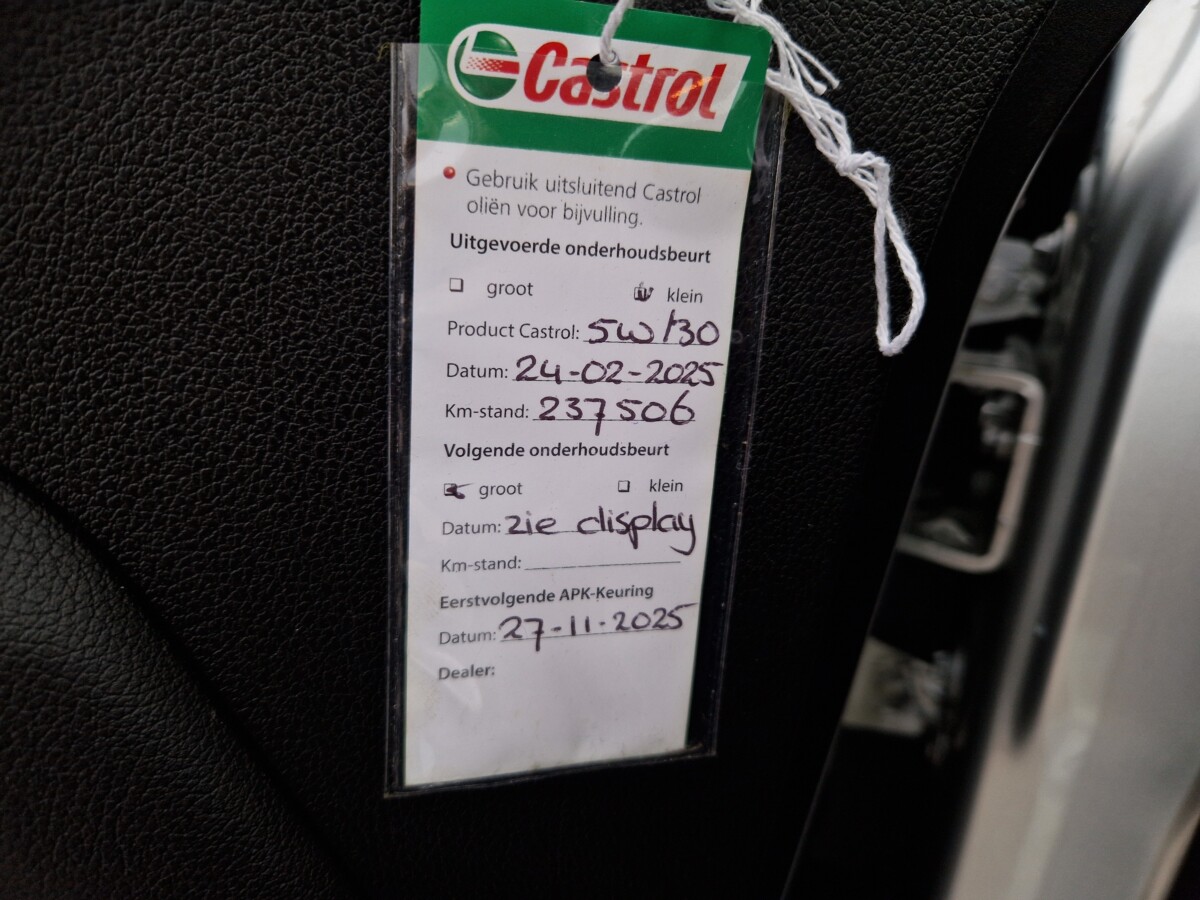 Castrol
Gebruik uitsluitend Castrol
oliën voor bijvulling.
Uitgevoerde onderhoudsbeurt
groot klein
Product Castrol: 5W/30
Datum: 24-02-2025
Km-stand: 237506
Volgende onderhoudsbeurt
groot klein
Datum: zie display
Km-stand:
Eerstvolgende APK-Keuring
Datum: 27-11-2025
Dealer: